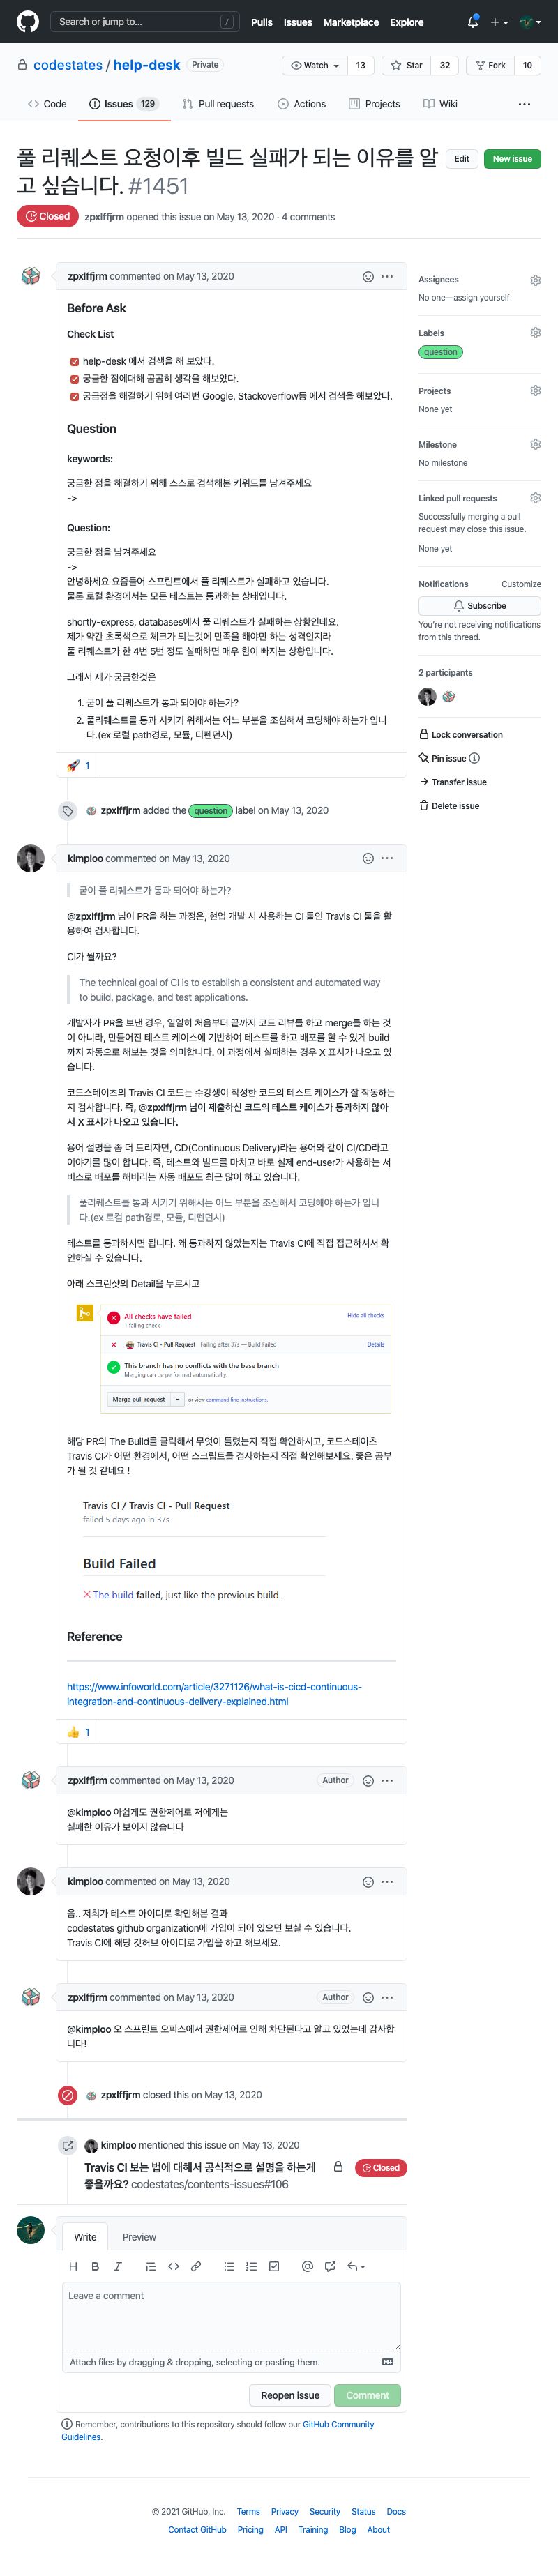 Search or jump to...
/
Pulls
Issues
Marketplace
Explore
codestates / help-desk
Private
Watch
13
Star
32
Fork
10
Code
Issues
129
Pull requests
Actions
Projects
Wiki
풀 리퀘스트 요청이후 빌드 실패가 되는 이유를 알
고 싶습니다. #1451
Edit
New issue
Closed
zpxlffjrm opened this issue on May 13, 2020 · 4 comments
zpxlffjrm commented on May 13, 2020
Before Ask
Check List
help-desk 에서 검색을 해 보았다.
궁금한 점에대해 곰곰히 생각을 해보았다.
궁금점을 해결하기 위해 여러번 Google, Stackoverflow등 에서 검색을 해보았다.
Question
keywords:
궁금한 점을 해결하기 위해 스스로 검색해본 키워드를 남겨주세요
->
Question:
궁금한 점을 남겨주세요
->
안녕하세요 요즘들어 스프린트에서 풀 리퀘스트가 실패하고 있습니다.
물론 로컬 환경에서는 모든 테스트는 통과하는 상태입니다.
shortly-express, databases에서 풀 리퀘스트가 실패하는 상황인데요.
제가 약간 초록색으로 체크가 되는것에 만족을 해야만 하는 성격인지라
풀 리퀘스트가 한 4번 5번 정도 실패하면 매우 힘이 빠지는 상황입니다.
그래서 제가 궁금한것은
1. 굳이 풀 리퀘스트가 통과 되어야 하는가?
2. 풀리퀘스트를 통과 시키기 위해서는 어느 부분을 조심해서 코딩해야 하는가 입니
다.(ex 로컬 path경로, 모듈, 디펜던시)
🚀 1
zpxlffjrm added the question label on May 13, 2020
kimploo commented on May 13, 2020
굳이 풀 리퀘스트가 통과 되어야 하는가?
@zpxlffjrm 님이 PR을 하는 과정은, 현업 개발 시 사용하는 CI 툴인 Travis CI 툴을 활
용하여 검사합니다.
CI가 뭘까요?
The technical goal of CI is to establish a consistent and automated way
to build, package, and test applications.
개발자가 PR을 보낸 경우, 일일히 처음부터 끝까지 코드 리뷰를 하고 merge를 하는 것
이 아니라, 만들어진 테스트 케이스에 기반하여 테스트를 하고 배포를 할 수 있게 build
까지 자동으로 해보는 것을 의미합니다. 이 과정에서 실패하는 경우 X 표시가 나오고 있
습니다.
코드스테이츠의 Travis CI 코드는 수강생이 작성한 코드의 테스트 케이스가 잘 작동하는
지 검사합니다. 즉, @zpxlffjrm 님이 제출하신 코드의 테스트 케이스가 통과하지 않아
서 X 표시가 나오고 있습니다.
용어 설명을 좀 더 드리자면, CD(Continuous Delivery)라는 용어와 같이 CI/CD라고
이야기를 많이 합니다. 즉, 테스트와 빌드를 마치고 바로 실제 end-user가 사용하는 서
비스로 배포를 해버리는 자동 배포도 최근 많이 하고 있습니다.
풀리퀘스트를 통과 시키기 위해서는 어느 부분을 조심해서 코딩해야 하는가 입니
다.(ex 로컬 path경로, 모듈, 디펜던시)
테스트를 통과하시면 됩니다. 왜 통과하지 않았는지는 Travis CI에 직접 접근하셔서 확
인하실 수 있습니다.
아래 스크린샷의 Detail을 누르시고
All checks have failed
Hide all checks
1 failing check
Travis CI - Pull Request Failing after 37s — Build Failed
Details
This branch has no conflicts with the base branch
Merging can be performed automatically.
Merge pull request
or view command line instructions.
해당 PR의 The Build를 클릭해서 무엇이 틀렸는지 직접 확인하시고, 코드스테이츠
Travis CI가 어떤 환경에서, 어떤 스크립트를 검사하는지 직접 확인해보세요. 좋은 공부
가 될 것 같네요 !
Travis CI / Travis CI - Pull Request
failed 5 days ago in 37s
Build Failed
The build failed, just like the previous build.
Reference
https://www.infoworld.com/article/3271126/what-is-cicd-continuous-
integration-and-continuous-delivery-explained.html
👍 1
zpxlffjrm commented on May 13, 2020
Author
@kimploo 아쉽게도 권한제어로 저에게는
실패한 이유가 보이지 않습니다
kimploo commented on May 13, 2020
음.. 저희가 테스트 아이디로 확인해본 결과
codestates github organization에 가입이 되어 있으면 보실 수 있습니다.
Travis CI에 해당 깃허브 아이디로 가입을 하고 해보세요.
zpxlffjrm commented on May 13, 2020
Author
@kimploo 오 스프린트 오피스에서 권한제어로 인해 차단된다고 알고 있었는데 감사합
니다!
zpxlffjrm closed this on May 13, 2020
kimploo mentioned this issue on May 13, 2020
Travis CI 보는 법에 대해서 공식적으로 설명을 하는게
좋을까요? codestates/contents-issues#106
Closed
Write
Preview
Leave a comment
Attach files by dragging & dropping, selecting or pasting them.
Reopen issue
Comment
Remember, contributions to this repository should follow our GitHub Community
Guidelines.
Assignees
No one—assign yourself
Labels
question
Projects
None yet
Milestone
No milestone
Linked pull requests
Successfully merging a pull
request may close this issue.
None yet
Notifications
Customize
Subscribe
You're not receiving notifications
from this thread.
2 participants
Lock conversation
Pin issue
Transfer issue
Delete issue
© 2021 GitHub, Inc.
Terms
Privacy
Security
Status
Docs
Contact GitHub
Pricing
API
Training
Blog
About